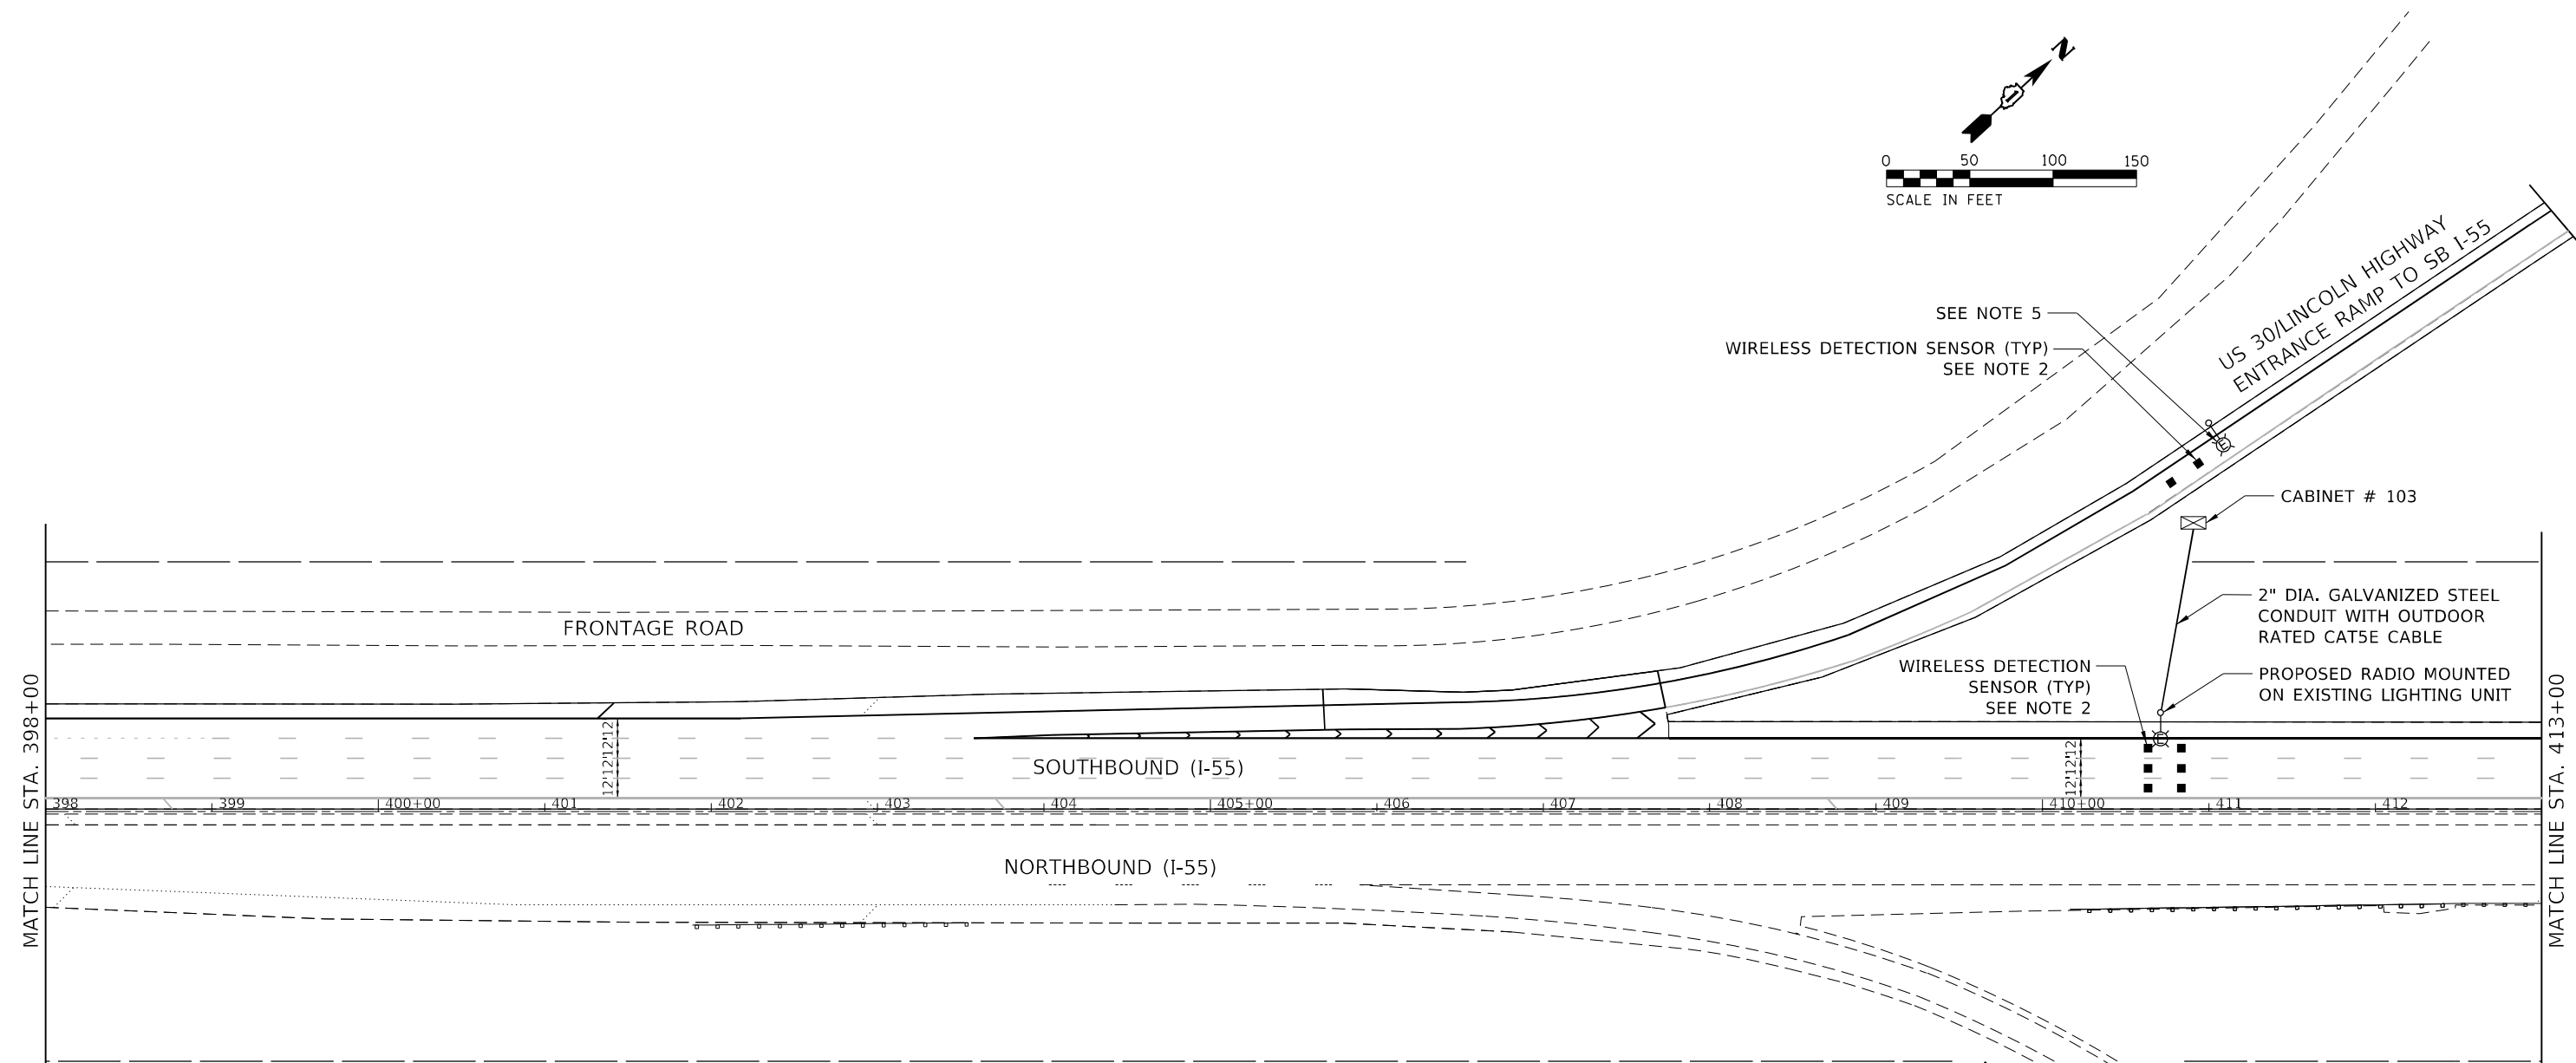 N
0 50 100 150
SCALE IN FEET
US 30/LINCOLN HIGHWAY
ENTRANCE RAMP TO SB I-55
SEE NOTE 5
WIRELESS DETECTION SENSOR (TYP)
SEE NOTE 2
E
CABINET # 103
2" DIA. GALVANIZED STEEL
CONDUIT WITH OUTDOOR
RATED CAT5E CABLE
FRONTAGE ROAD
WIRELESS DETECTION
SENSOR (TYP)
SEE NOTE 2
PROPOSED RADIO MOUNTED
ON EXISTING LIGHTING UNIT
E
MATCH LINE STA. 398+00
MATCH LINE STA. 413+00
12'12'12'12'
12'12'12'
SOUTHBOUND (I-55)
398 399 400+00 401 402 403 404 405+00 406 407 408 409 410+00 411 412
NORTHBOUND (I-55)